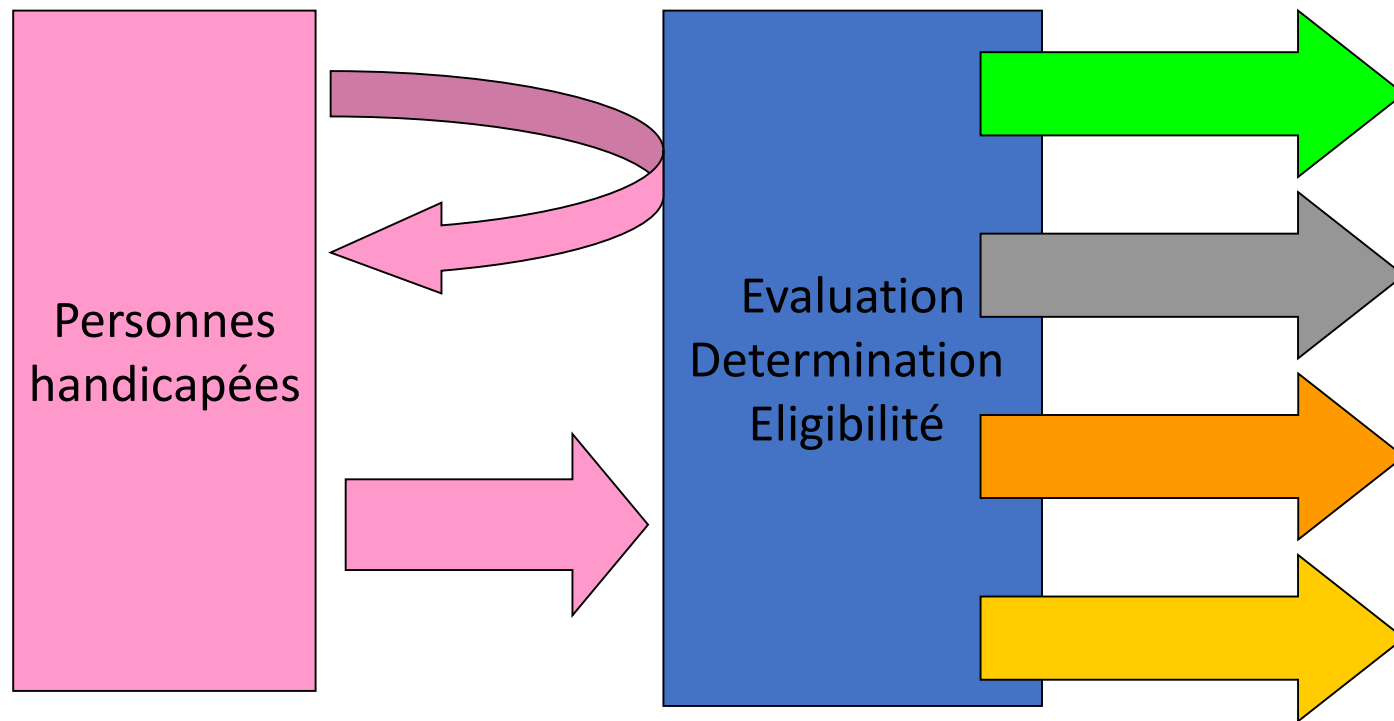 Personnes
handicapées
Evaluation
Determination
Eligibilité